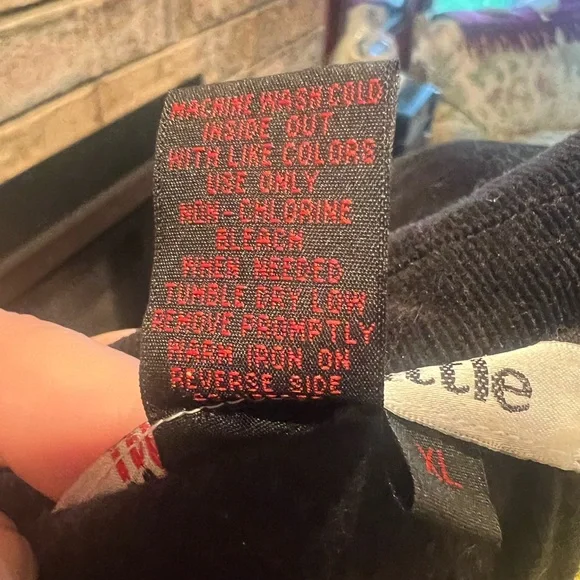 MACHINE WASH COLD
INSIDE OUT
WITH LIKE COLORS
USE ONLY
NON-CHLORINE
BLEACH
WHEN NEEDED
TUMBLE DRY LOW
REMOVE PROMPTLY
WARM IRON ON
REVERSE SIDE
ttle
XL